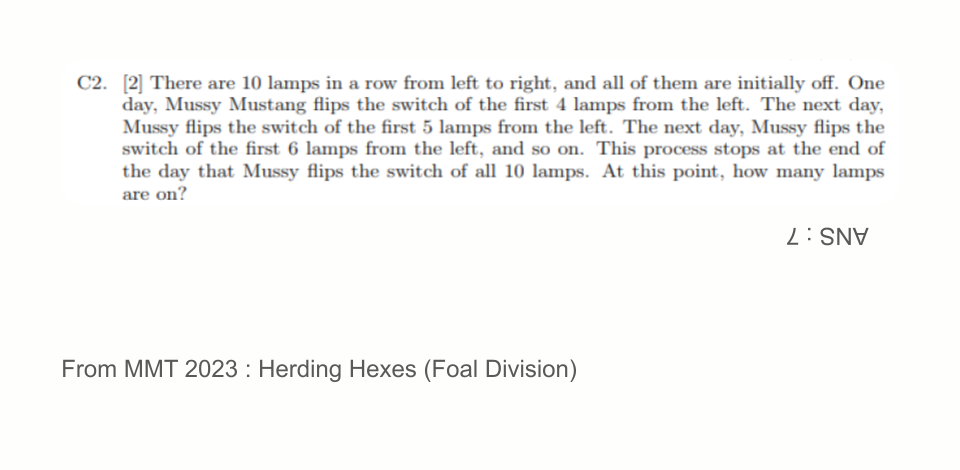 C2. [2] There are 10 lamps in a row from left to right, and all of them are initially off. One
day, Mussy Mustang flips the switch of the first 4 lamps from the left. The next day,
Mussy flips the switch of the first 5 lamps from the left. The next day, Mussy flips the
switch of the first 6 lamps from the left, and so on. This process stops at the end of
the day that Mussy flips the switch of all 10 lamps. At this point, how many lamps
are on?
ANS : 7
From MMT 2023 : Herding Hexes (Foal Division)